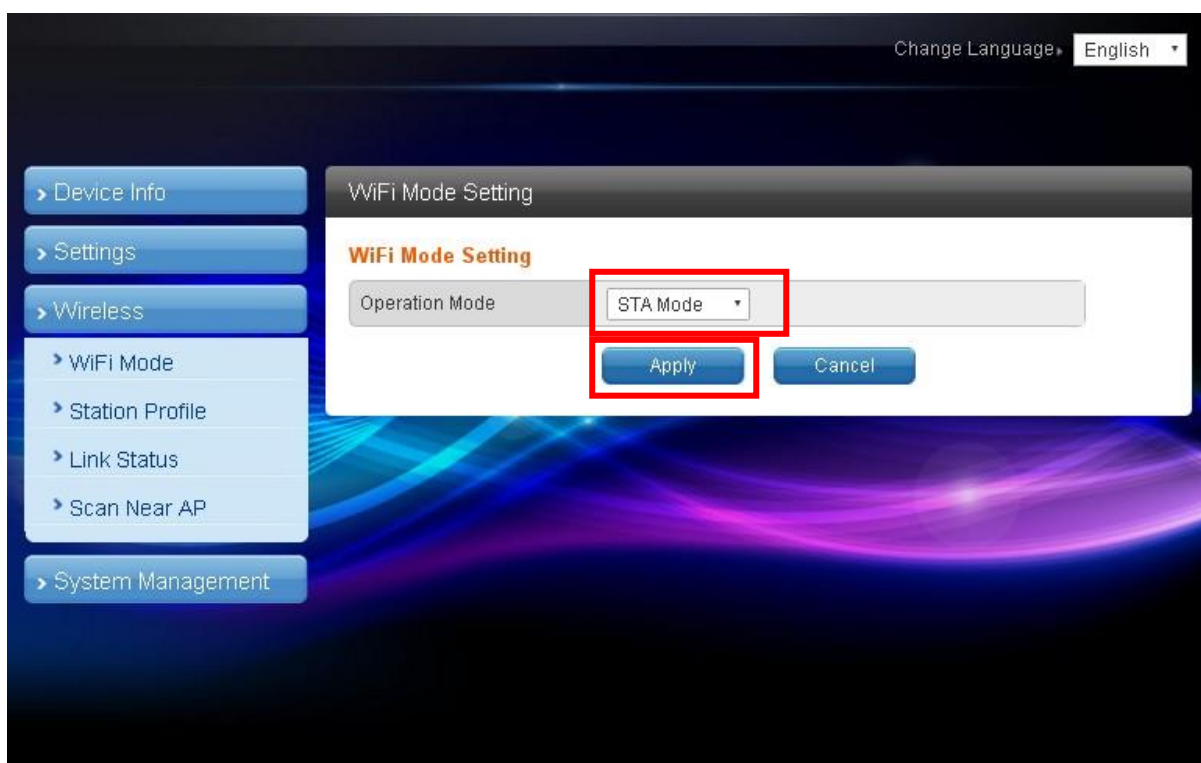 Change Language English
Device Info
Settings
Wireless
WiFi Mode
Station Profile
Link Status
Scan Near AP
System Management
WiFi Mode Setting
WiFi Mode Setting
Operation Mode STA Mode
Apply Cancel